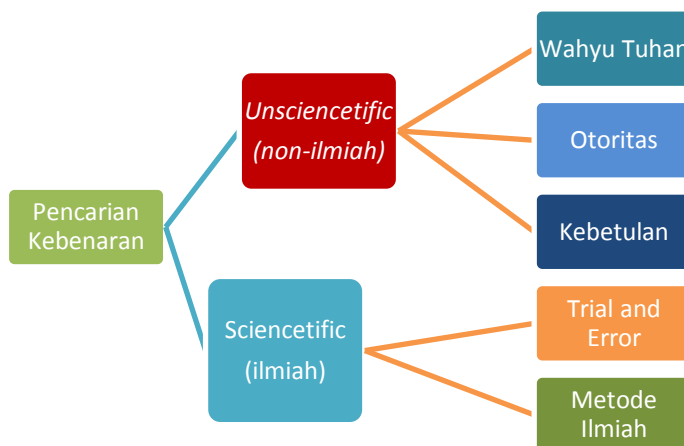 Pencarian
Kebenaran
Unsciencetific
(non-ilmiah)
Sciencetific
(ilmiah)
Wahyu Tuhan
Otoritas
Kebetulan
Trial and
Error
Metode
Ilmiah